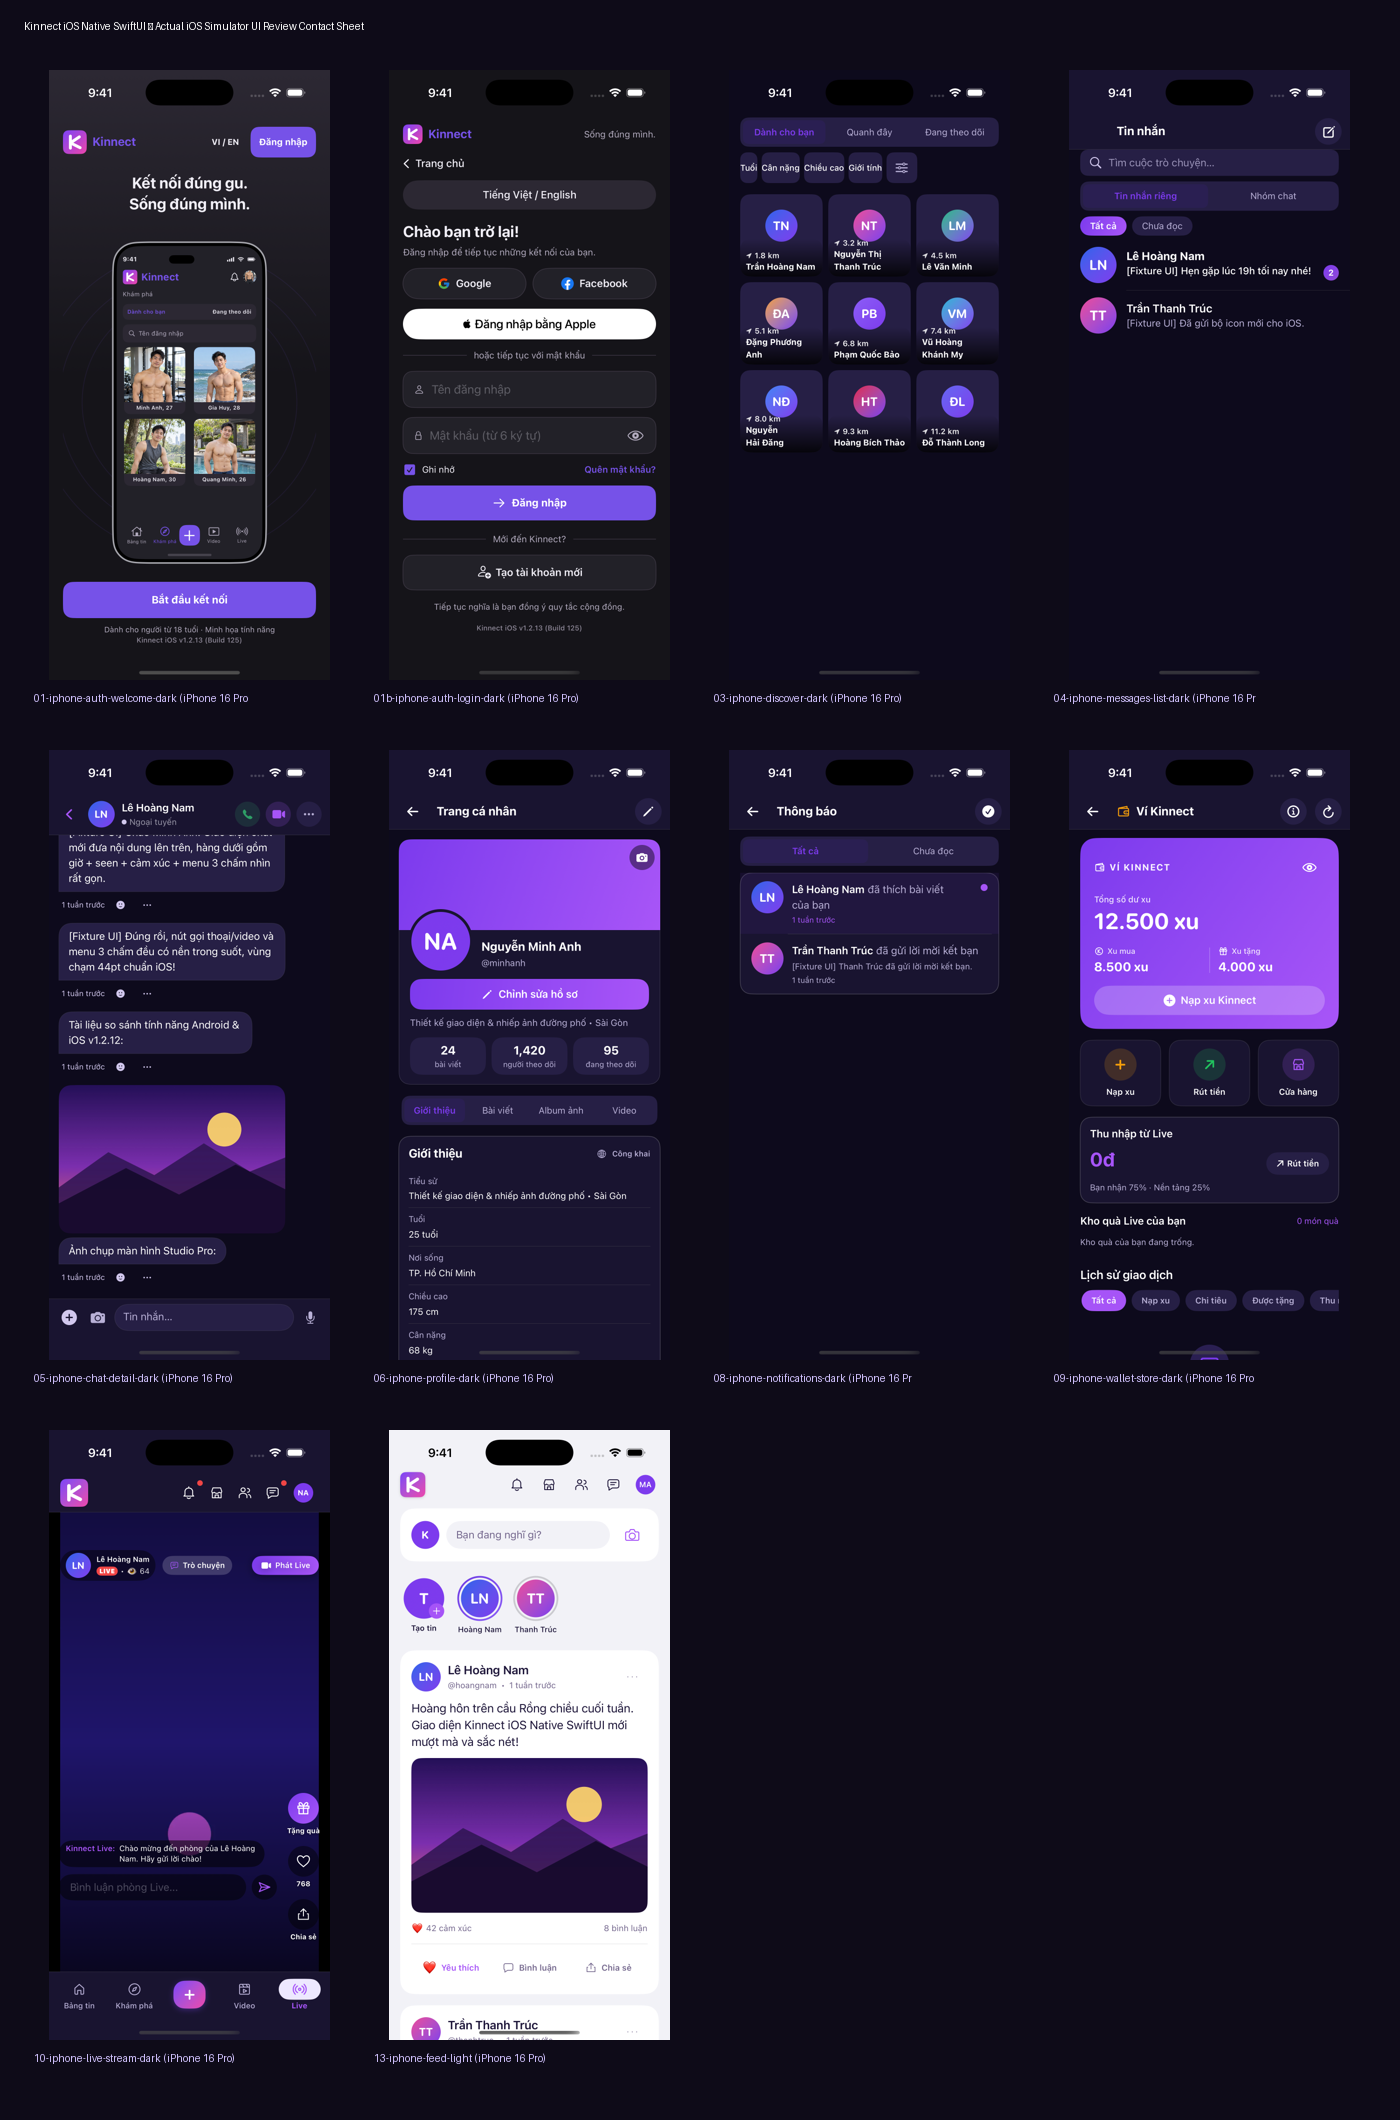 Kinnect iOS Native SwiftUI Actual iOS Simulator UI Review Contact Sheet
9:41
Kinnect
VI / EN
Đăng nhập
Kết nối đúng gu.
Sống đúng mình.
9:41
Kinnect
Khám phá
Dành cho bạn
Đang theo dõi
Tên đăng nhập
Minh Anh, 27
Gia Huy, 28
Hoàng Nam, 30
Quang Minh, 26
Bảng tin
Khám phá
Video
Live
Bắt đầu kết nối
Dành cho người từ 18 tuổi · Minh họa tính năng
Kinnect iOS v1.2.13 (Build 125)
01-iphone-auth-welcome-dark (iPhone 16 Pro
9:41
Kinnect
Sống đúng mình.
Trang chủ
Tiếng Việt / English
Chào bạn trở lại!
Đăng nhập để tiếp tục những kết nối của bạn.
Google
Facebook
Đăng nhập bằng Apple
hoặc tiếp tục với mật khẩu
Tên đăng nhập
Mật khẩu (từ 6 ký tự)
Ghi nhớ
Quên mật khẩu?
Đăng nhập
Mới đến Kinnect?
Tạo tài khoản mới
Tiếp tục nghĩa là bạn đồng ý quy tắc cộng đồng.
Kinnect iOS v1.2.13 (Build 125)
01b-iphone-auth-login-dark (iPhone 16 Pro)
9:41
Dành cho bạn
Quanh đây
Đang theo dõi
Tuổi
Cân nặng
Chiều cao
Giới tính
TN
1.8 km
Trần Hoàng Nam
NT
3.2 km
Nguyễn Thị
Thanh Trúc
LM
4.5 km
Lê Văn Minh
ĐA
5.1 km
Đặng Phương
Anh
PB
6.8 km
Phạm Quốc Bảo
VM
7.4 km
Vũ Hoàng
Khánh My
NĐ
8.0 km
Nguyễn
Hải Đăng
HT
9.3 km
Hoàng Bích Thảo
ĐL
11.2 km
Đỗ Thành Long
03-iphone-discover-dark (iPhone 16 Pro)
9:41
Tin nhắn
Tìm cuộc trò chuyện...
Tin nhắn riêng
Nhóm chat
Tất cả
Chưa đọc
LN
Lê Hoàng Nam
[Fixture UI] Hẹn gặp lúc 19h tối nay nhé!
2
TT
Trần Thanh Trúc
[Fixture UI] Đã gửi bộ icon mới cho iOS.
04-iphone-messages-list-dark (iPhone 16 Pr
9:41
LN
Lê Hoàng Nam
Ngoại tuyến
mới đưa nội dung lên trên, hàng dưới gồm
giờ + seen + cảm xúc + menu 3 chấm nhìn
rất gọn.
1 tuần trước
[Fixture UI] Đúng rồi, nút gọi thoại/video và
menu 3 chấm đều có nền trong suốt, vùng
chạm 44pt chuẩn iOS!
1 tuần trước
Tài liệu so sánh tính năng Android &
iOS v1.2.12:
1 tuần trước
Ảnh chụp màn hình Studio Pro:
1 tuần trước
Tin nhắn...
05-iphone-chat-detail-dark (iPhone 16 Pro)
9:41
Trang cá nhân
NA
Nguyễn Minh Anh
@minhanh
Chỉnh sửa hồ sơ
Thiết kế giao diện & nhiếp ảnh đường phố • Sài Gòn
24
bài viết
1,420
người theo dõi
95
đang theo dõi
Giới thiệu
Bài viết
Album ảnh
Video
Giới thiệu
Công khai
Tiểu sử
Thiết kế giao diện & nhiếp ảnh đường phố • Sài Gòn
Tuổi
25 tuổi
Nơi sống
TP. Hồ Chí Minh
Chiều cao
175 cm
Cân nặng
68 kg
06-iphone-profile-dark (iPhone 16 Pro)
9:41
Thông báo
Tất cả
Chưa đọc
LN
Lê Hoàng Nam đã thích bài viết
của bạn
1 tuần trước
TT
Trần Thanh Trúc đã gửi lời mời kết bạn
[Fixture UI] Thanh Trúc đã gửi lời mời kết bạn.
1 tuần trước
08-iphone-notifications-dark (iPhone 16 Pr
9:41
Ví Kinnect
VÍ KINNECT
Tổng số dư xu
12.500 xu
Xu mua
8.500 xu
Xu tặng
4.000 xu
Nạp xu Kinnect
Nạp xu
Rút tiền
Cửa hàng
Thu nhập từ Live
0đ
Rút tiền
Bạn nhận 75% · Nền tảng 25%
Kho quà Live của bạn
0 món quà
Kho quà của bạn đang trống.
Lịch sử giao dịch
Tất cả
Nạp xu
Chi tiêu
Được tặng
Thu
09-iphone-wallet-store-dark (iPhone 16 Pro
9:41
NA
LN
Lê Hoàng Nam
LIVE • 64
Trò chuyện
Phát Live
Tặng quà
Kinnect Live: Chào mừng đến phòng của Lê Hoàng
Nam. Hãy gửi lời chào!
768
Bình luận phòng Live...
Chia sẻ
Bảng tin
Khám phá
Video
Live
10-iphone-live-stream-dark (iPhone 16 Pro)
9:41
MA
K
Bạn đang nghĩ gì?
T
Tạo tin
LN
Hoàng Nam
TT
Thanh Trúc
LN
Lê Hoàng Nam
@hoangnam • 1 tuần trước
Hoàng hôn trên cầu Rồng chiều cuối tuần.
Giao diện Kinnect iOS Native SwiftUI mới
mượt mà và sắc nét!
42 cảm xúc
8 bình luận
Yêu thích
Bình luận
Chia sẻ
TT
Trần Thanh Trúc
13-iphone-feed-light (iPhone 16 Pro)